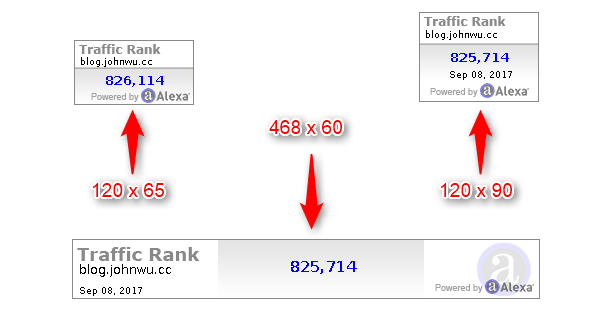 Traffic Rank
blog.johnwu.cc
826,114
Powered by a Alexa®
120 x 65
468 x 60
Traffic Rank
blog.johnwu.cc
825,714
Sep 08, 2017
Powered by a Alexa®
120 x 90
Traffic Rank
blog.johnwu.cc
Sep 08, 2017
825,714
a
Powered by a Alexa®